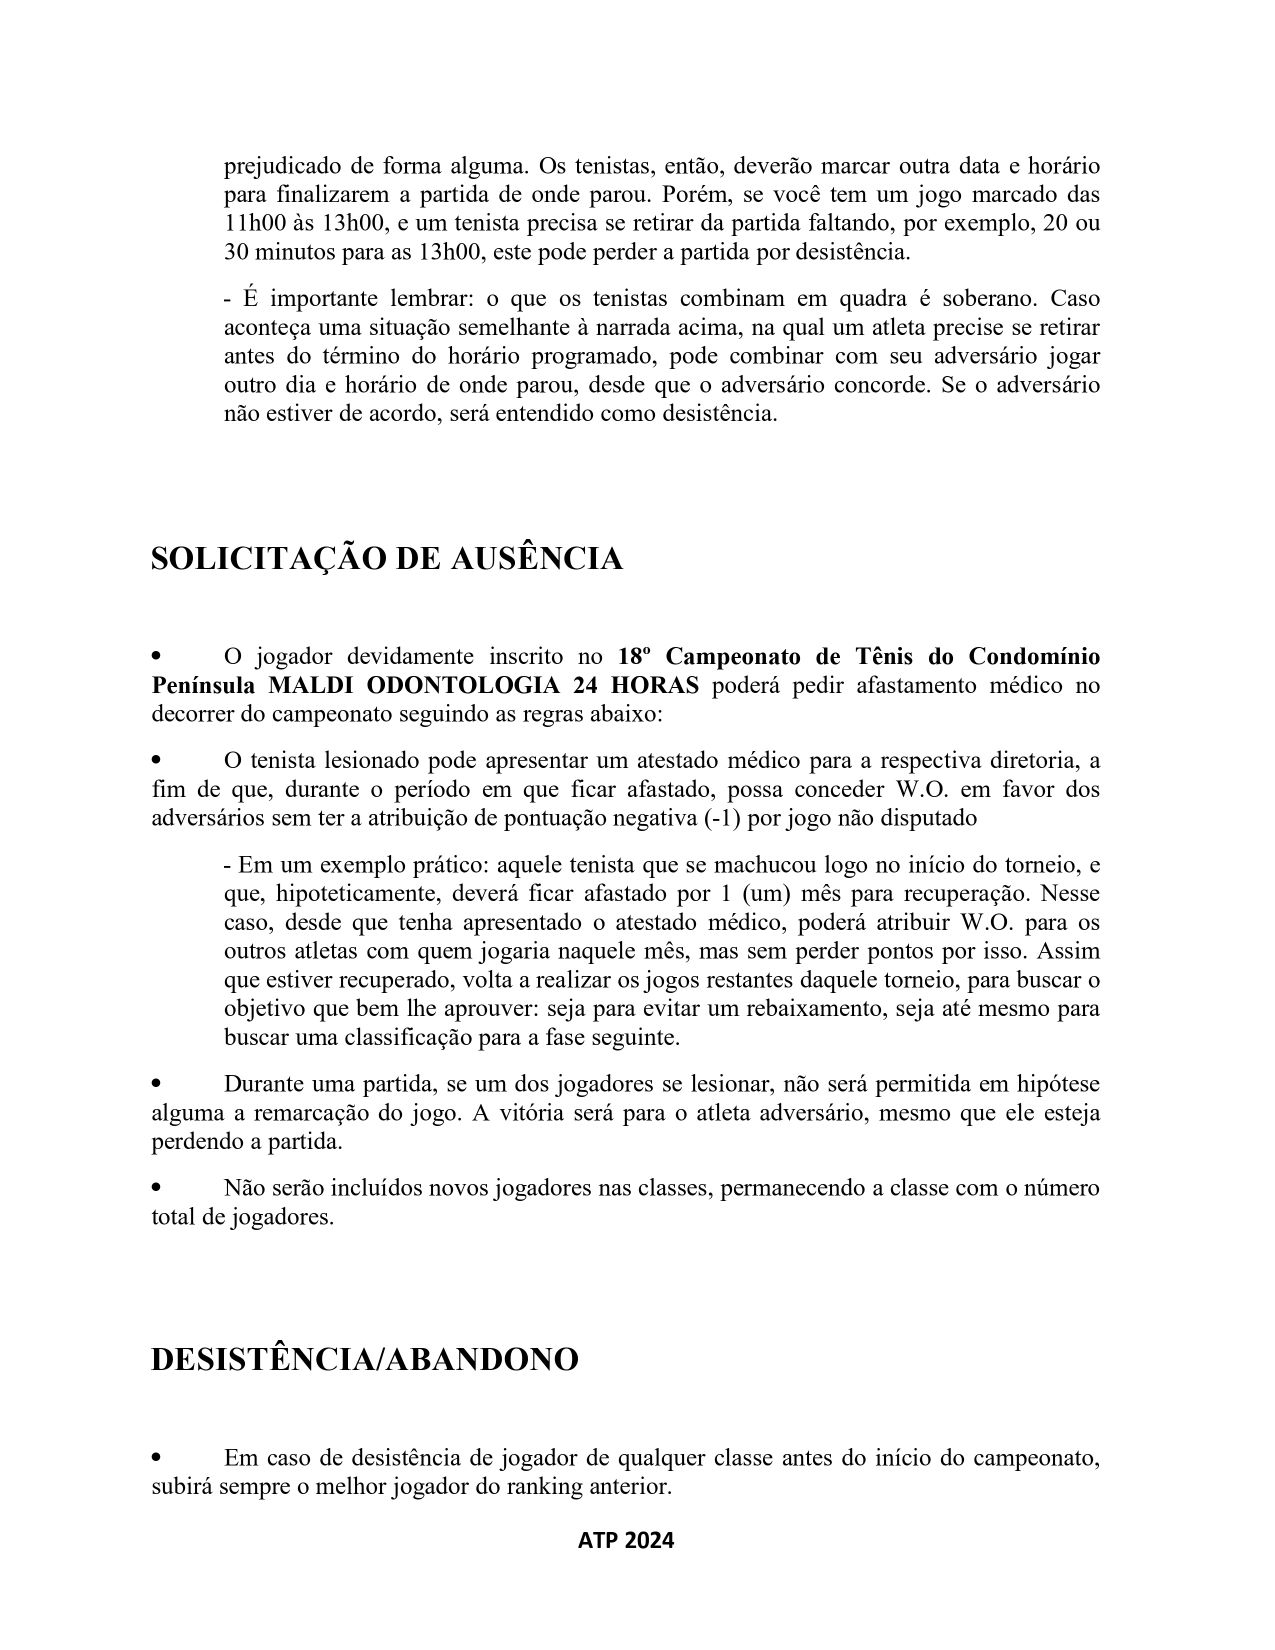 prejudicado de forma alguma. Os tenistas, então, deverão marcar outra data e horário
para finalizarem a partida de onde parou. Porém, se você tem um jogo marcado das
11h00 às 13h00, e um tenista precisa se retirar da partida faltando, por exemplo, 20 ou
30 minutos para as 13h00, este pode perder a partida por desistência.
- É importante lembrar: o que os tenistas combinam em quadra é soberano. Caso
aconteça uma situação semelhante à narrada acima, na qual um atleta precise se retirar
antes do término do horário programado, pode combinar com seu adversário jogar
outro dia e horário de onde parou, desde que o adversário concorde. Se o adversário
não estiver de acordo, será entendido como desistência.
SOLICITAÇÃO DE AUSÊNCIA
• O jogador devidamente inscrito no 18º Campeonato de Tênis do Condomínio
Península MALDI ODONTOLOGIA 24 HORAS poderá pedir afastamento médico no
decorrer do campeonato seguindo as regras abaixo:
• O tenista lesionado pode apresentar um atestado médico para a respectiva diretoria, a
fim de que, durante o período em que ficar afastado, possa conceder W.O. em favor dos
adversários sem ter a atribuição de pontuação negativa (-1) por jogo não disputado
- Em um exemplo prático: aquele tenista que se machucou logo no início do torneio, e
que, hipoteticamente, deverá ficar afastado por 1 (um) mês para recuperação. Nesse
caso, desde que tenha apresentado o atestado médico, poderá atribuir W.O. para os
outros atletas com quem jogaria naquele mês, mas sem perder pontos por isso. Assim
que estiver recuperado, volta a realizar os jogos restantes daquele torneio, para buscar o
objetivo que bem lhe aprouver: seja para evitar um rebaixamento, seja até mesmo para
buscar uma classificação para a fase seguinte.
• Durante uma partida, se um dos jogadores se lesionar, não será permitida em hipótese
alguma a remarcação do jogo. A vitória será para o atleta adversário, mesmo que ele esteja
perdendo a partida.
• Não serão incluídos novos jogadores nas classes, permanecendo a classe com o número
total de jogadores.
DESISTÊNCIA/ABANDONO
• Em caso de desistência de jogador de qualquer classe antes do início do campeonato,
subirá sempre o melhor jogador do ranking anterior.
ATP 2024